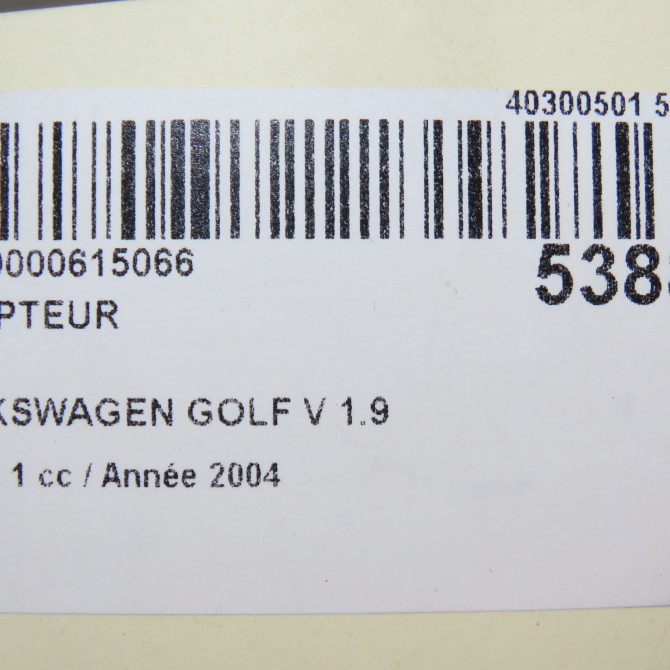 40300501 5
0000615066
538
PTEUR
KSWAGEN GOLF V 1.9
1 cc / Année 2004